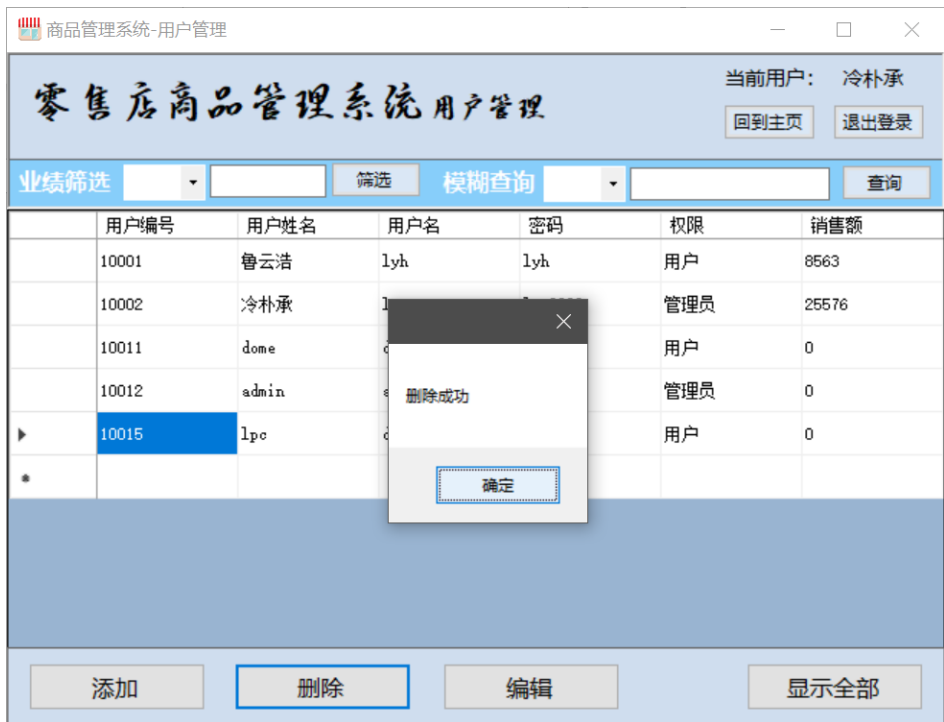 商品管理系统-用户管理
零售店商品管理系统用户管理
当前用户： 冷朴承
回到主页 退出登录
业绩筛选 筛选 模糊查询 查询
用户编号 用户姓名 用户名 密码 权限 销售额
10001 鲁云浩 lyh lyh 用户 8563
10002 冷朴承 管理员 25576
10011 dome 用户 0
10012 admin 管理员 0
10015 lpc 用户 0
删除成功
确定
添加 删除 编辑 显示全部